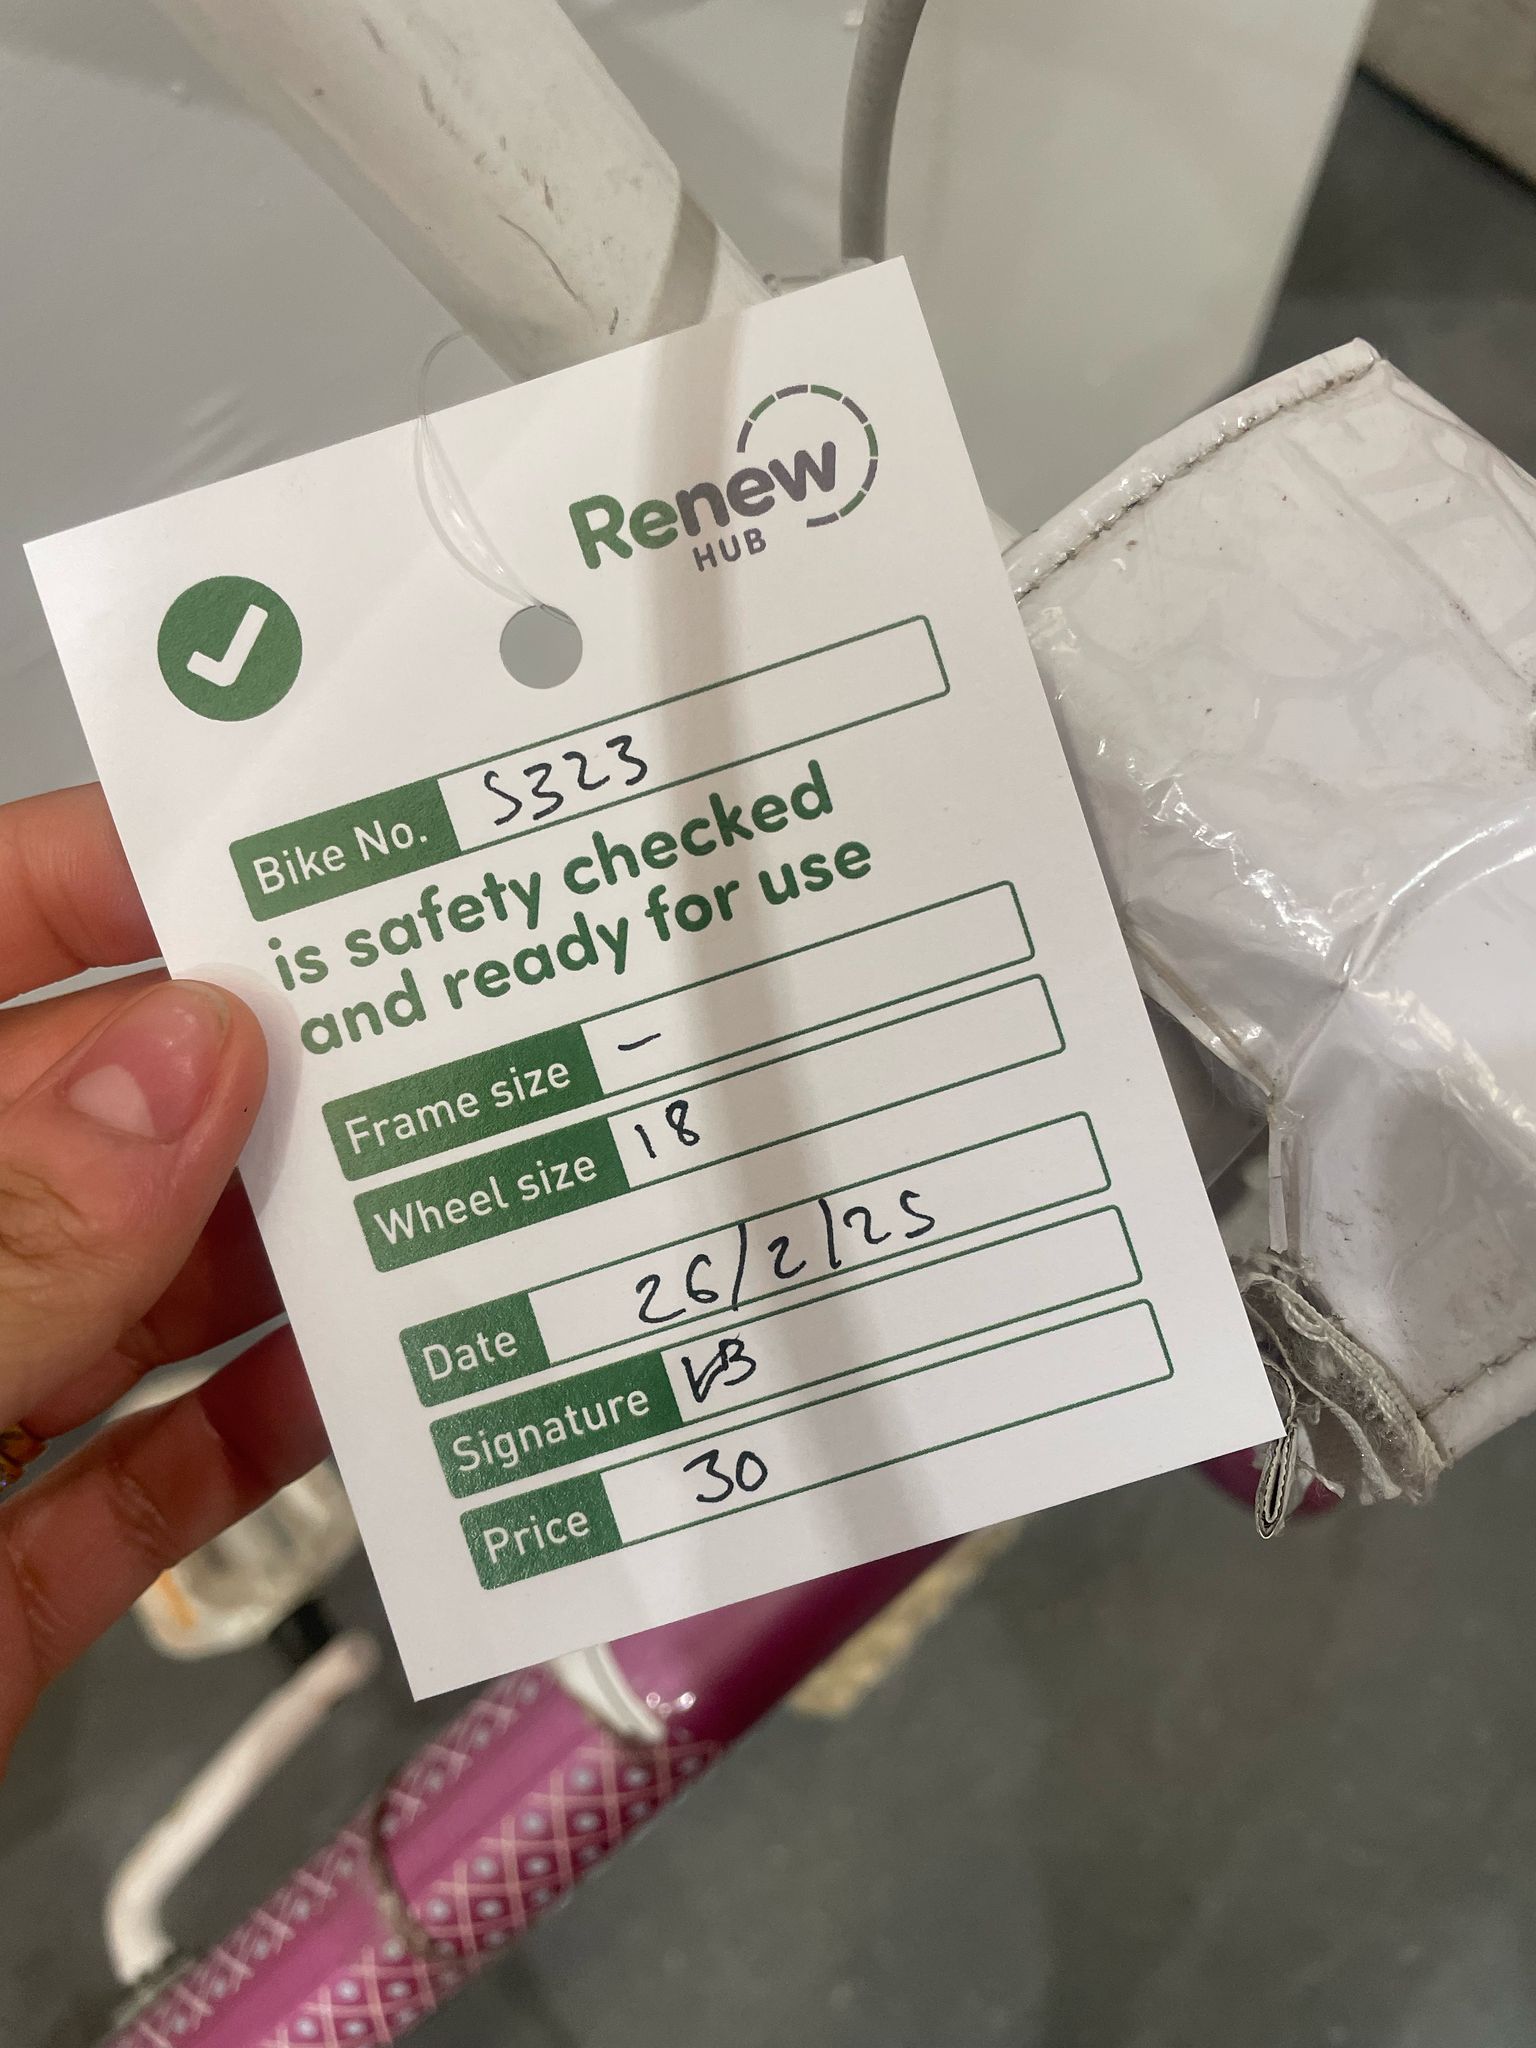 Renew
HUB
Bike No. S323
is safety checked
and ready for use
Frame size –
Wheel size 18
Date 26/2/25
Signature
Price 30